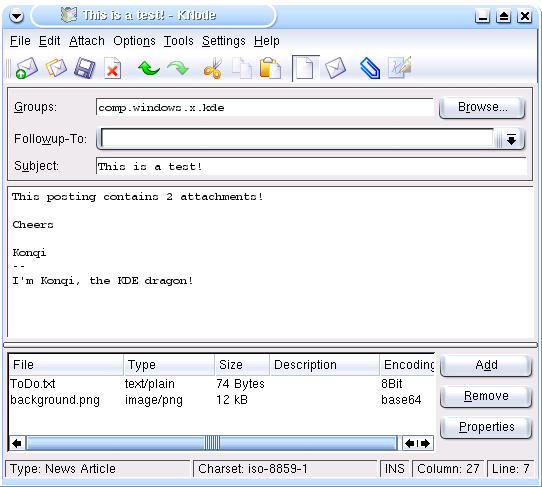 This is a test! - KNode
File Edit Attach Options Tools Settings Help
Groups: comp.windows.x.kde Browse...
Followup-To:
Subject: This is a test!
This posting contains 2 attachments!
Cheers
Konqi
--
I'm Konqi, the KDE dragon!
File Type Size Description Encoding
ToDo.txt text/plain 74 Bytes 8Bit
background.png image/png 12 kB base64
Add
Remove
Properties
Type: News Article Charset: iso-8859-1 INS Column: 27 Line: 7